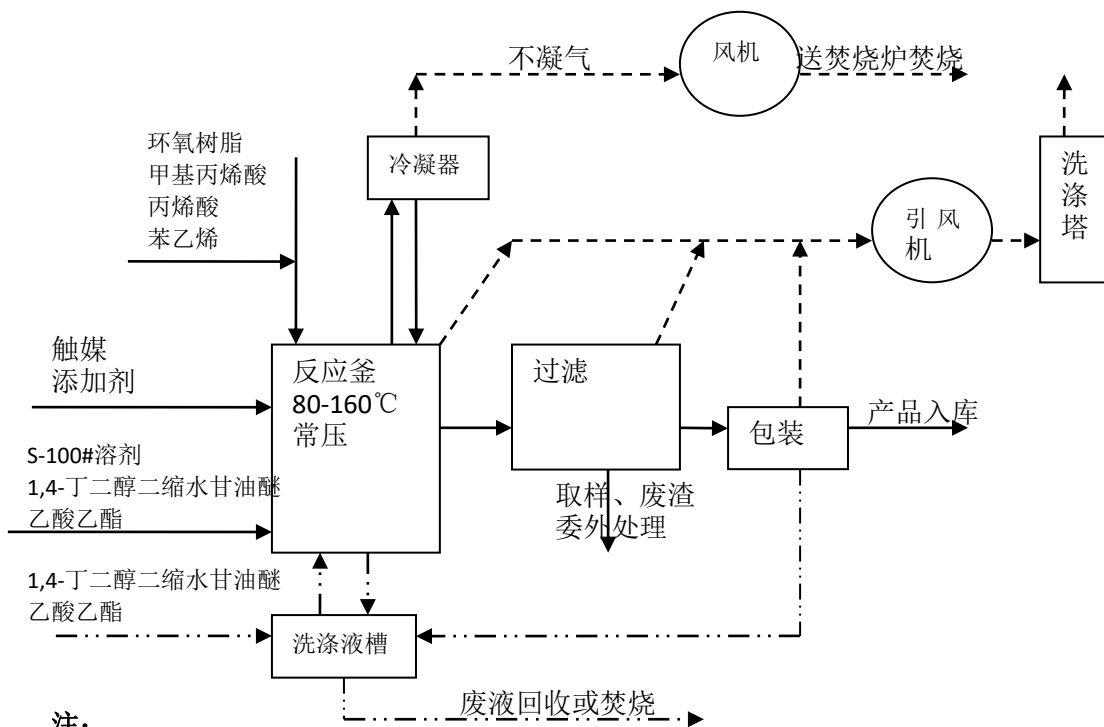 不凝气
风机
送焚烧炉焚烧
环氧树脂
甲基丙烯酸
丙烯酸
苯乙烯
冷凝器
洗
涤
塔
引 风
机
触媒
添加剂
反应釜
80-160℃
常压
过滤
包装
产品入库
S-100#溶剂
1,4-丁二醇二缩水甘油醚
乙酸乙酯
取样、废渣
委外处理
1,4-丁二醇二缩水甘油醚
乙酸乙酯
洗涤液槽
废液回收或焚烧
注：